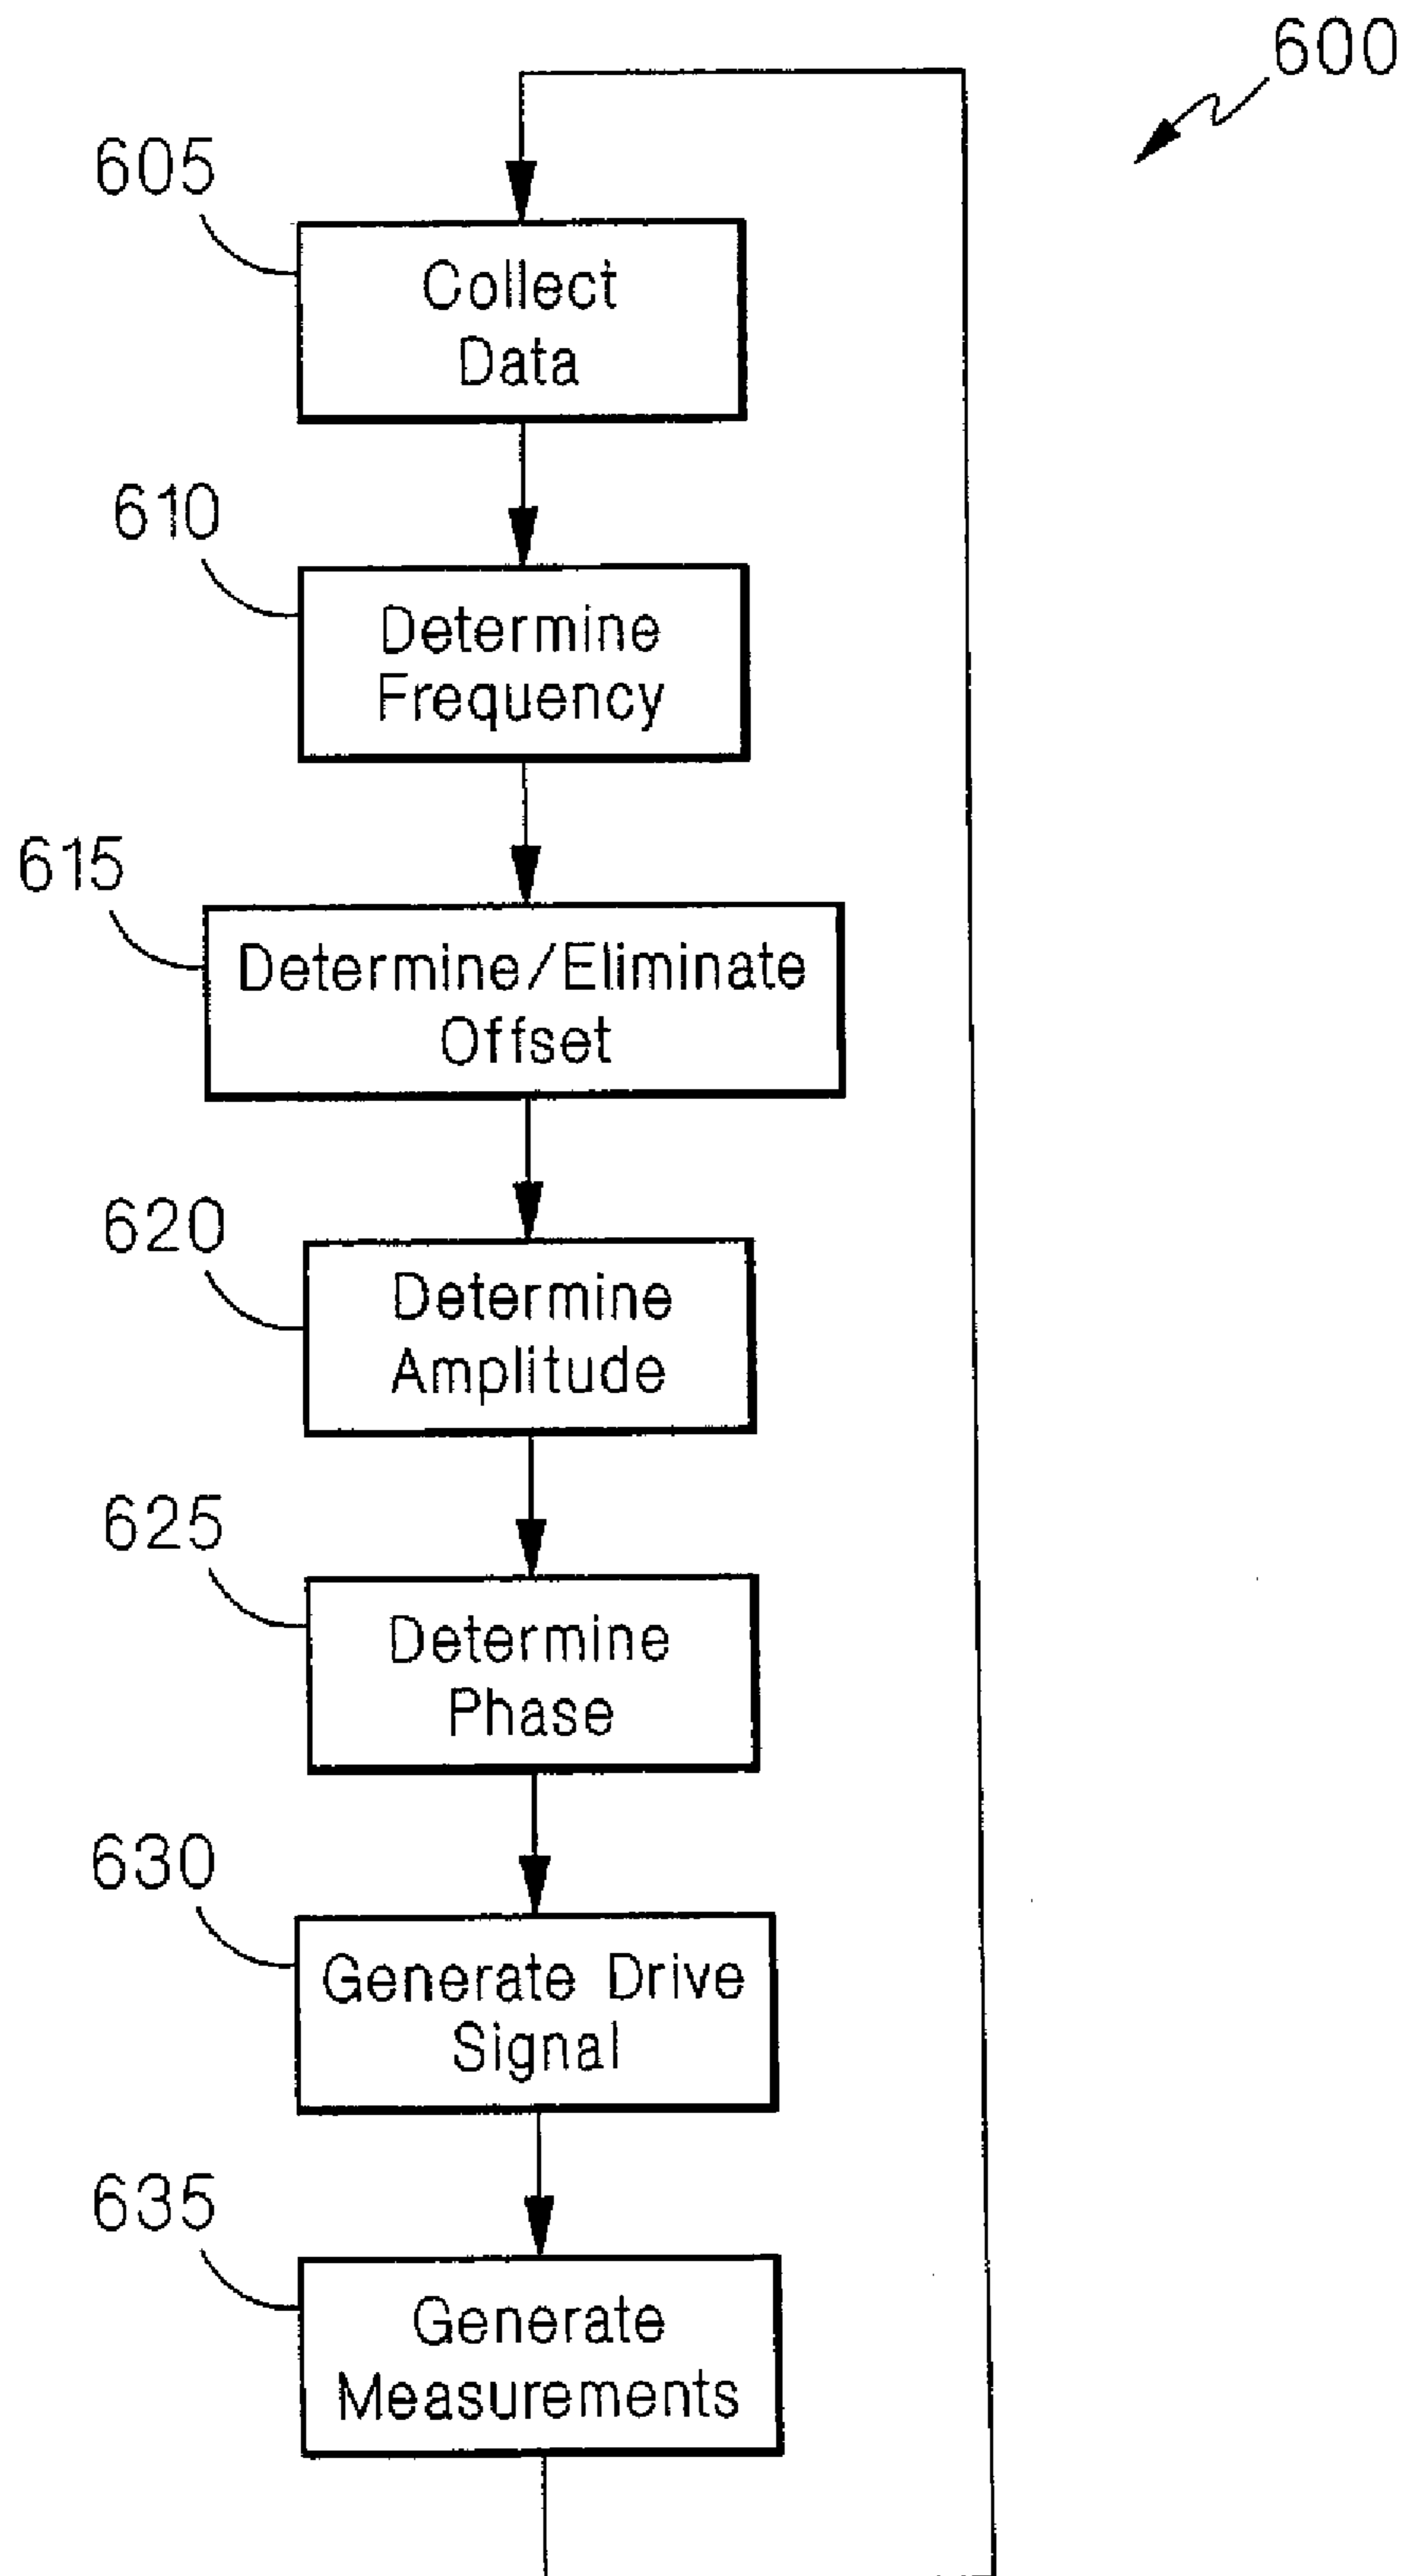 600
605
Collect
Data
610
Determine
Frequency
615
Determine/Eliminate
Offset
620
Determine
Amplitude
625
Determine
Phase
630
Generate Drive
Signal
635
Generate
Measurements